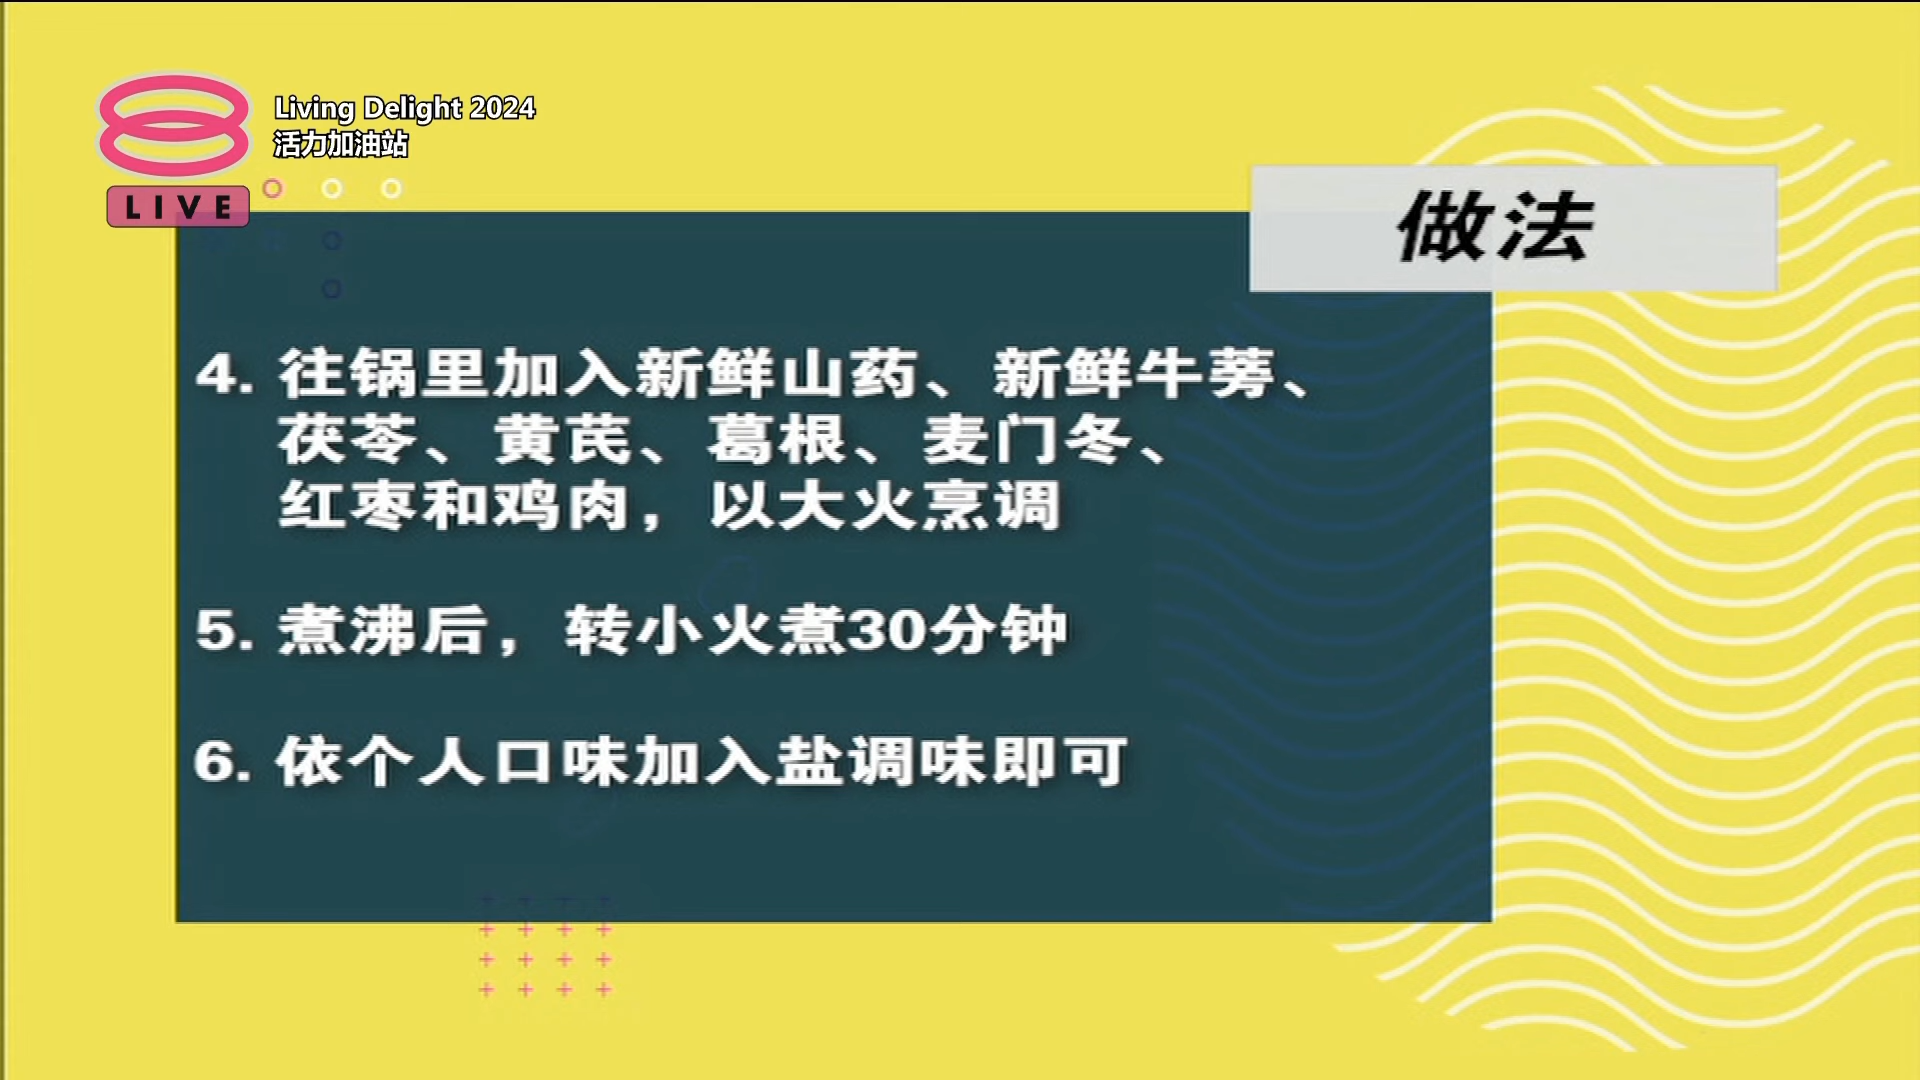 Living Delight 2024
活力加油站
LIVE
做法
4. 往锅里加入新鲜山药、新鲜牛蒡、
茯苓、黄芪、葛根、麦门冬、
红枣和鸡肉，以大火烹调
5. 煮沸后，转小火煮30分钟
6. 依个人口味加入盐调味即可